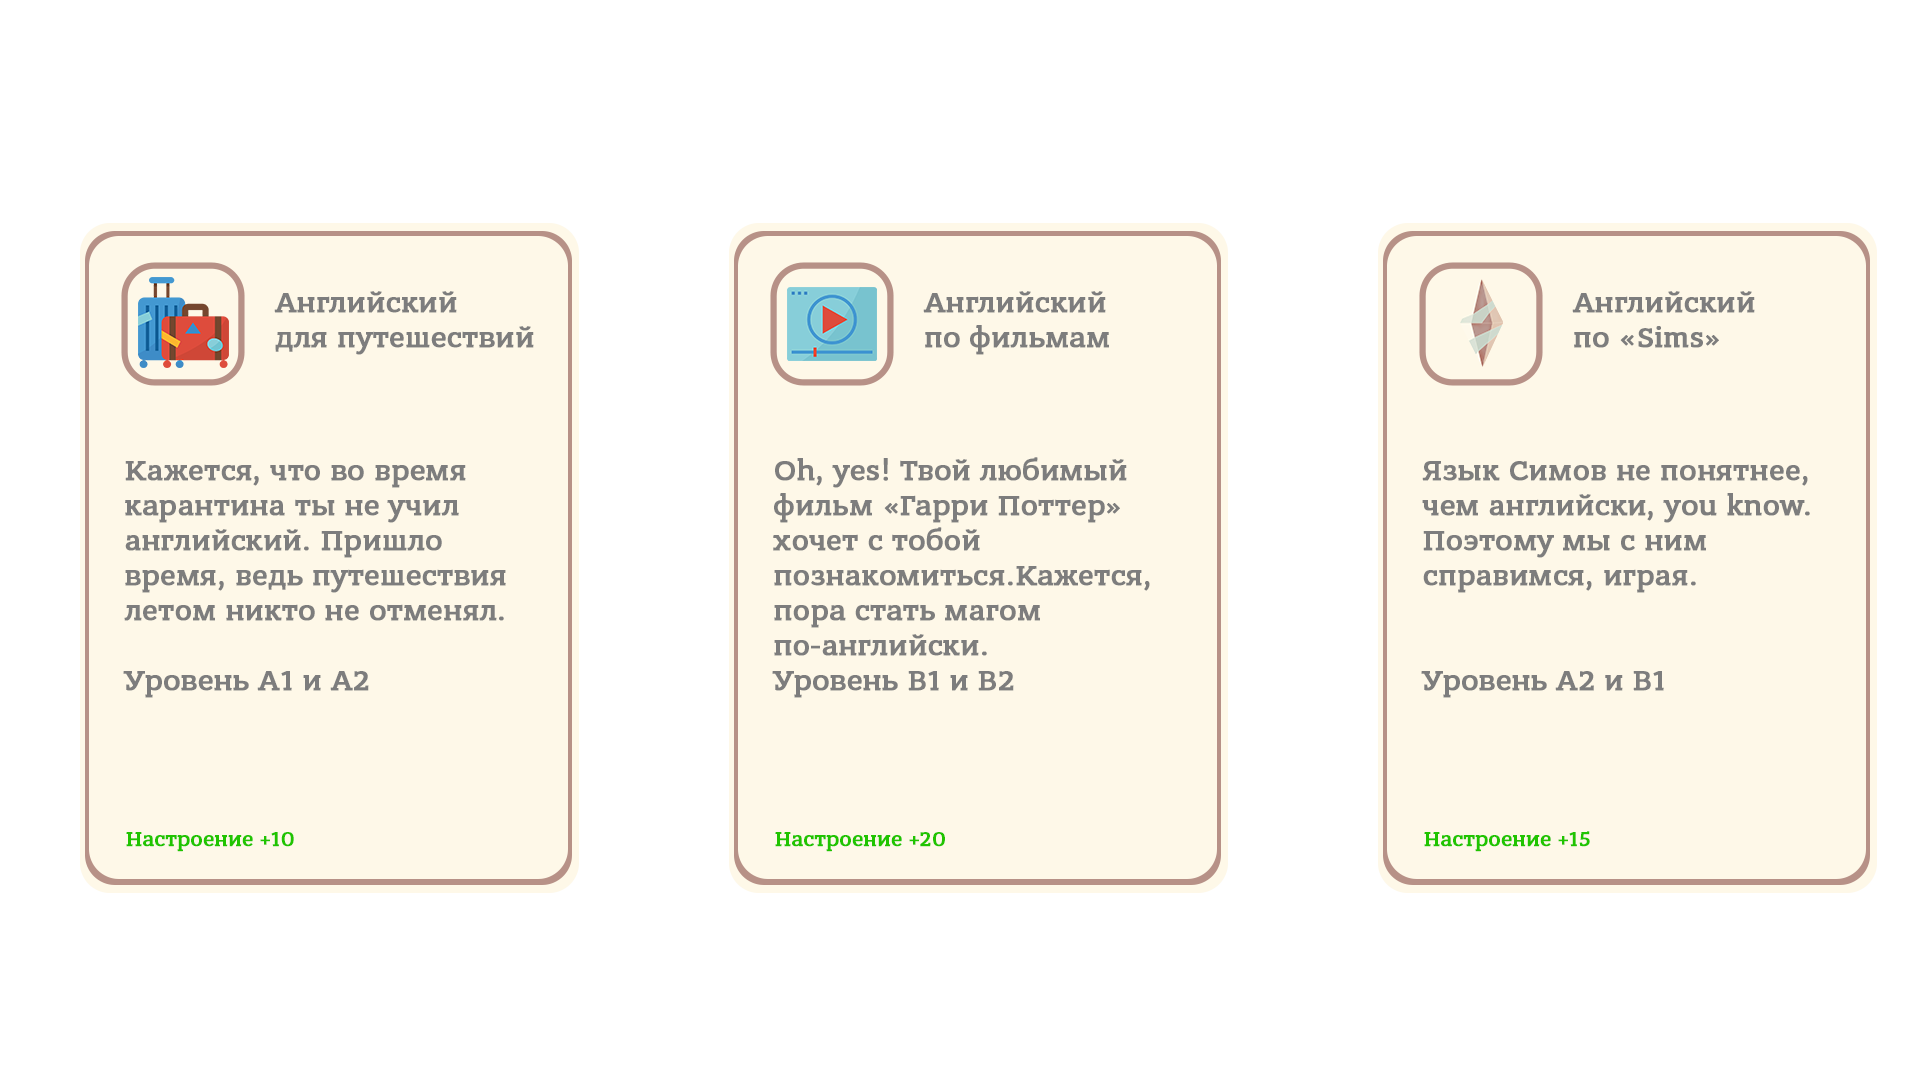 Английский
для путешествий
Кажется, что во время
карантина ты не учил
английский. Пришло
время, ведь путешествия
летом никто не отменял.
Уровень А1 и А2
Настроение +10
Английский
по фильмам
Oh, yes! Твой любимый
фильм «Гарри Поттер»
хочет с тобой
познакомиться.Кажется,
пора стать магом
по-английски.
Уровень В1 и В2
Настроение +20
Английский
по «Sims»
Язык Симов не понятнее,
чем английски, you know.
Поэтому мы с ним
справимся, играя.
Уровень А2 и В1
Настроение +15